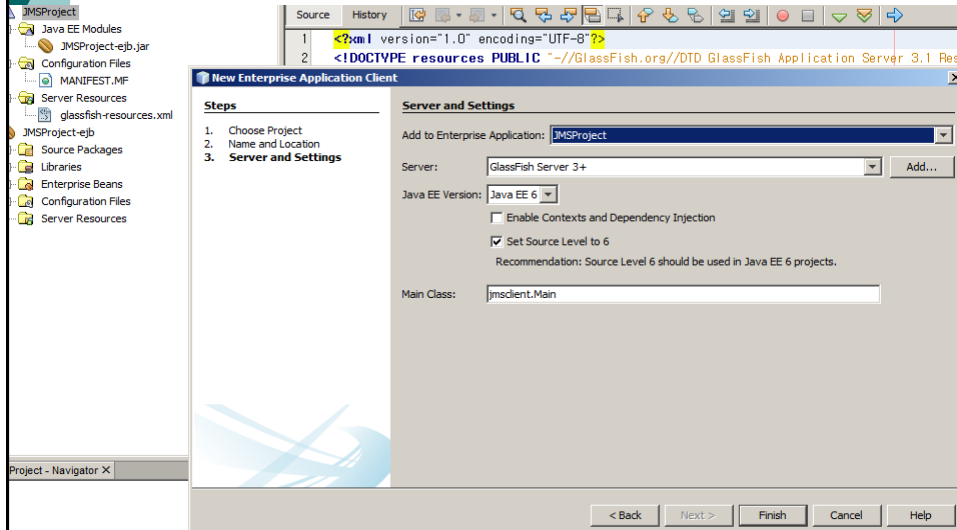 JMSProject
Java EE Modules
JMSProject-ejb.jar
Configuration Files
MANIFEST.MF
Server Resources
glassfish-resources.xml
JMSProject-ejb
Source Packages
Libraries
Enterprise Beans
Configuration Files
Server Resources
Project - Navigator X
Source History
1 <?xml version="1.0" encoding="UTF-8"?>
2 <!DOCTYPE resources PUBLIC "-//GlassFish.org//DTD GlassFish Application Server 3.1 Res
New Enterprise Application Client
Steps
1. Choose Project
2. Name and Location
3. Server and Settings
Server and Settings
Add to Enterprise Application: JMSProject
Server: GlassFish Server 3+ Add...
Java EE Version: Java EE 6
Enable Contexts and Dependency Injection
Set Source Level to 6
Recommendation: Source Level 6 should be used in Java EE 6 projects.
Main Class: jmsclient.Main
< Back Next > Finish Cancel Help